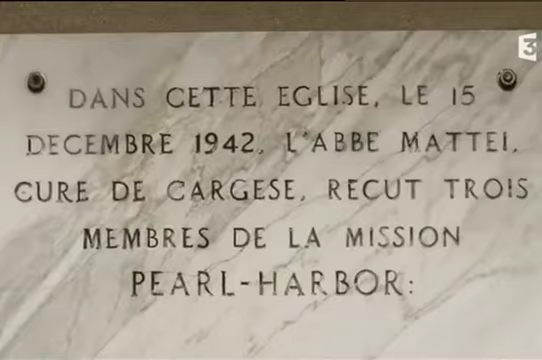 3
DANS CETTE EGLISE, LE 15
DECEMBRE 1942, L'ABBE MATTEI,
CURE DE CARGESE, RECUT TROIS
MEMBRES DE LA MISSION
PEARL-HARBOR: